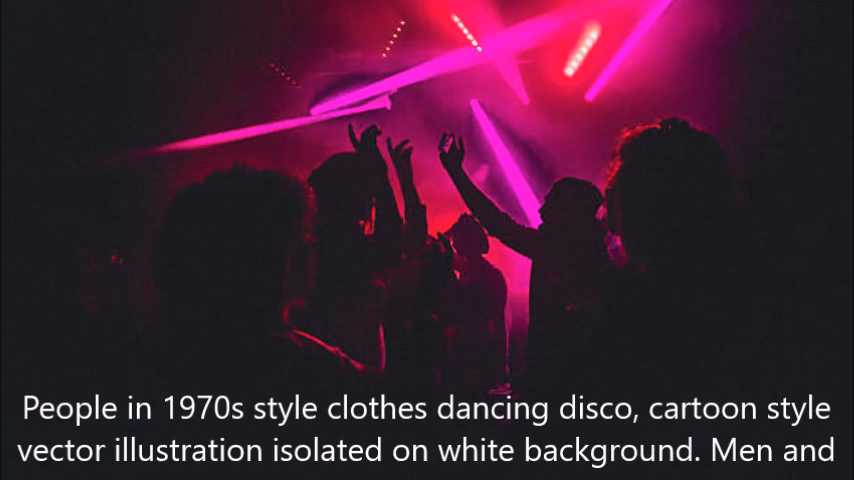 People in 1970s style clothes dancing disco, cartoon style
vector illustration isolated on white background. Men and